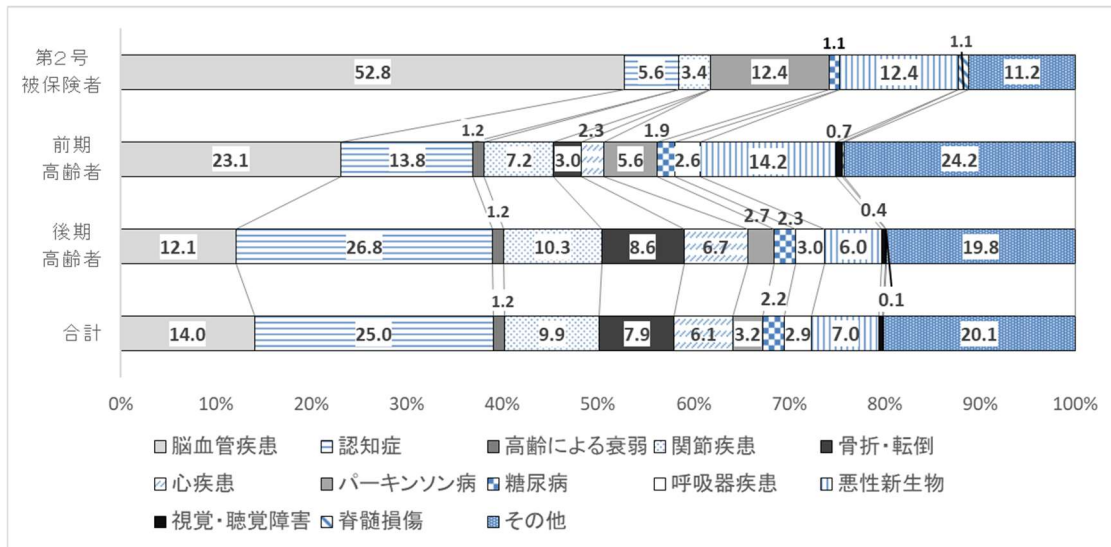 1.1 1.1
第2号
被保険者
52.8 5.6 3.4 12.4 12.4 11.2
1.2 2.3 1.9 0.7
前期
高齢者
23.1 13.8 7.2 3.0 5.6 2.6 14.2 24.2
1.2 2.7 2.3 0.4
後期
高齢者
12.1 26.8 10.3 8.6 6.7 3.0 6.0 19.8
1.2 2.2 0.1
合計
14.0 25.0 9.9 7.9 6.1 3.2 2.9 7.0 20.1
0% 10% 20% 30% 40% 50% 60% 70% 80% 90% 100%
脳血管疾患 認知症 高齢による衰弱 関節疾患 骨折・転倒
心疾患 パーキンソン病 糖尿病 呼吸器疾患 悪性新生物
視覚・聴覚障害 脊髄損傷 その他